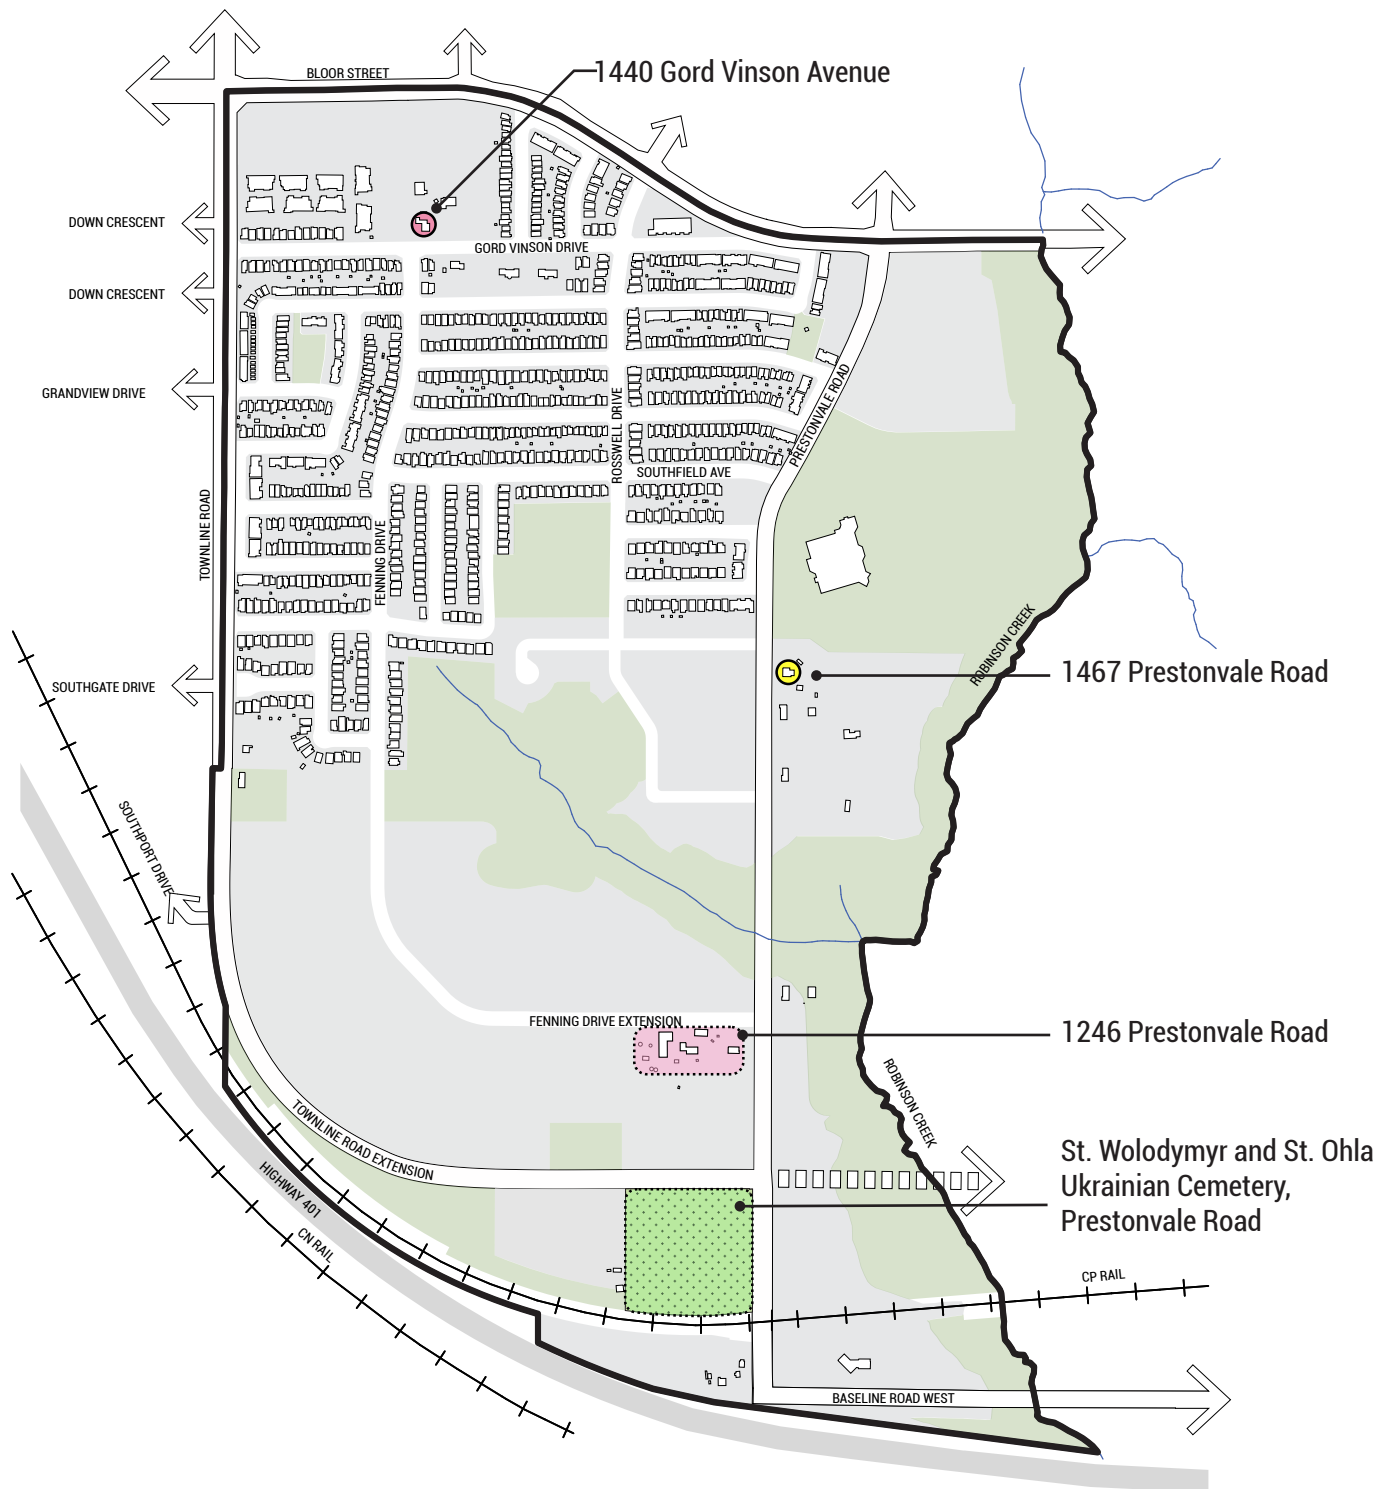 BLOOR STREET
1440 Gord Vinson Avenue
DOWN CRESCENT
GORD VINSON DRIVE
DOWN CRESCENT
GRANDVIEW DRIVE
PRESTONVALE ROAD
ROSSWELL DRIVE
SOUTHFIELD AVE
TOWNLINE ROAD
FENNING DRIVE
ROBINSON CREEK
1467 Prestonvale Road
SOUTHGATE DRIVE
SOUTHPORT DRIVE
FENNING DRIVE EXTENSION
1246 Prestonvale Road
ROBINSON CREEK
TOWNLINE ROAD EXTENSION
St. Wolodymyr and St. Ohla
Ukrainian Cemetery,
Prestonvale Road
HIGHWAY 401
CN RAIL
CP RAIL
BASELINE ROAD WEST